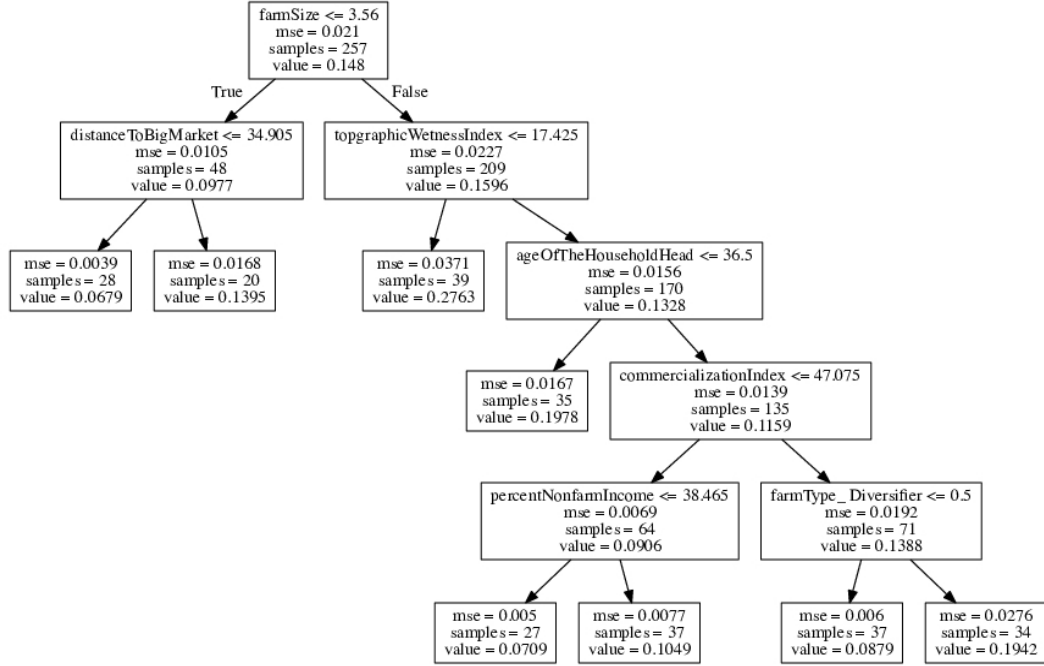 farmSize <= 3.56
mse = 0.021
samples = 257
value = 0.148
True
False
distanceToBigMarket <= 34.905
mse = 0.0105
samples = 48
value = 0.0977
topgraphicWetnessIndex <= 17.425
mse = 0.0227
samples = 209
value = 0.1596
mse = 0.0039
samples = 28
value = 0.0679
mse = 0.0168
samples = 20
value = 0.1395
mse = 0.0371
samples = 39
value = 0.2763
ageOfTheHouseholdHead <= 36.5
mse = 0.0156
samples = 170
value = 0.1328
mse = 0.0167
samples = 35
value = 0.1978
commercializationIndex <= 47.075
mse = 0.0139
samples = 135
value = 0.1159
percentNonfarmIncome <= 38.465
mse = 0.0069
samples = 64
value = 0.0906
farmType_ Diversifier <= 0.5
mse = 0.0192
samples = 71
value = 0.1388
mse = 0.005
samples = 27
value = 0.0709
mse = 0.0077
samples = 37
value = 0.1049
mse = 0.006
samples = 37
value = 0.0879
mse = 0.0276
samples = 34
value = 0.1942